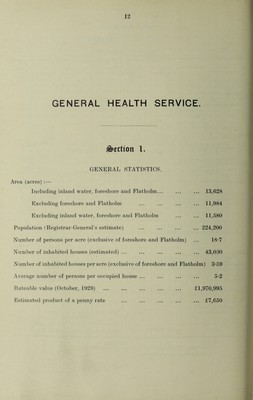 12
GENERAL HEALTH SERVICE.
Section 1.
GENERAL STATISTICS.
Area (acres) :—
Including inland water, foreshore and Flatholm... ... ... 13,628
Excluding foreshore and Flatholm ... ... ... ... 11,984
Excluding inland water, foreshore and Flatholm ... ... 11,580
Population (Registrar-General's estimate) ... ... ... ... 224,200
Number of persons per acre (exclusive of foreshore and Flatholm) ... 18·7
Number of inhabited houses (estimated) ... ... ... ... 43,030
Number of inhabited houses per acre (exclusive of foreshore and Flatholm) 3·59
Average number of persons per occupied house ... ... ... ... 5·2
Rateable value (October, 1929) ... ... ... ... ... £1,970,995
Estimated product of a penny rate ... ... ... ... ... £7,650